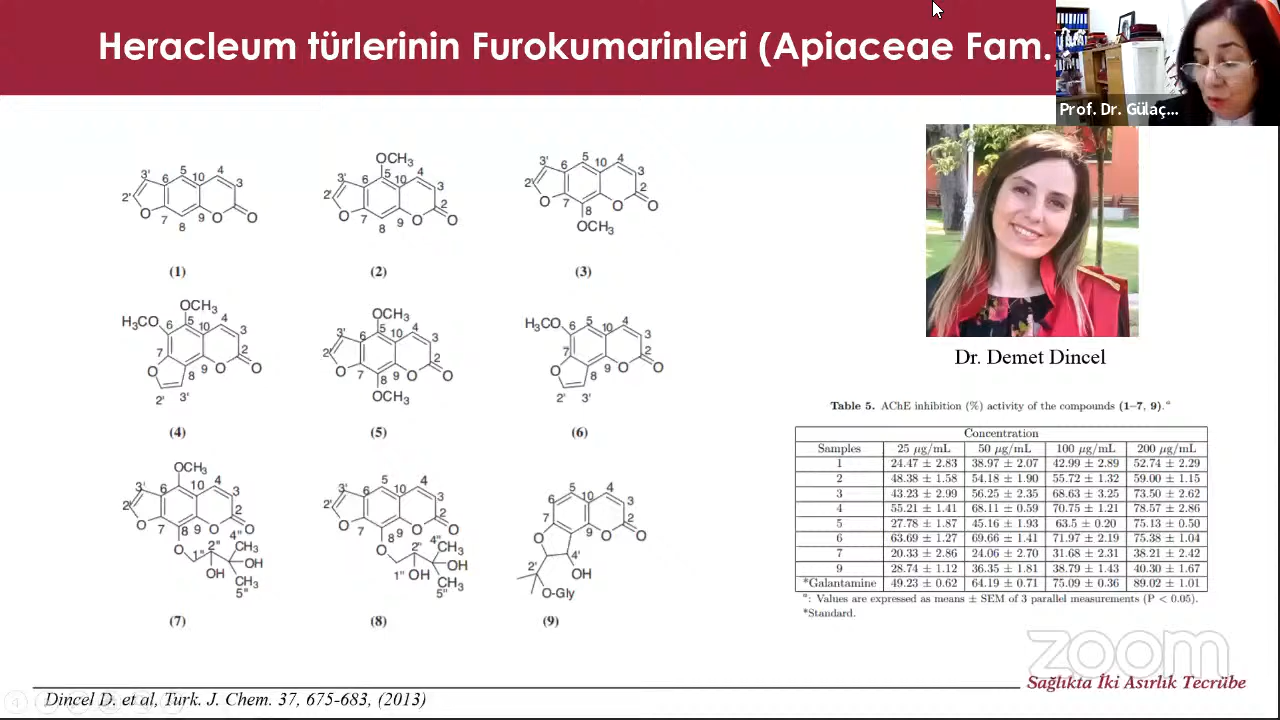 Heracleum türlerinin Furokumarinleri (Apiaceae Fam.
Prof. Dr. Gülaç...
(1)
(2)
(3)
(4)
(5)
(6)
(7)
(8)
(9)
Dr. Demet Dincel
Table 5. AChE inhibition (%) activity of the compounds (1–7, 9).ᵃ
Concentration
Samples 25 μg/mL 50 μg/mL 100 μg/mL 200 μg/mL
1 24.47 ± 2.83 38.97 ± 2.07 42.99 ± 2.89 52.74 ± 2.29
2 48.38 ± 1.58 54.18 ± 1.90 55.72 ± 1.32 59.00 ± 1.15
3 43.23 ± 2.99 56.25 ± 2.35 68.63 ± 3.25 73.50 ± 2.62
4 55.21 ± 1.41 68.11 ± 0.59 70.75 ± 1.21 78.57 ± 2.86
5 27.78 ± 1.87 45.16 ± 1.93 63.5 ± 0.20 75.13 ± 0.50
6 63.69 ± 1.27 69.66 ± 1.41 71.97 ± 2.19 75.38 ± 1.04
7 20.33 ± 2.86 24.06 ± 2.70 31.68 ± 2.31 38.21 ± 2.42
9 28.74 ± 1.12 36.35 ± 1.81 38.79 ± 1.43 40.30 ± 1.67
*Galantamine 49.23 ± 0.62 64.19 ± 0.71 75.09 ± 0.36 89.02 ± 1.01
ᵃ: Values are expressed as means ± SEM of 3 parallel measurements (P < 0.05).
*Standard.
zoom
Sağlıkta İki Asırlık Tecrübe
Dincel D. et al, Turk. J. Chem. 37, 675-683, (2013)